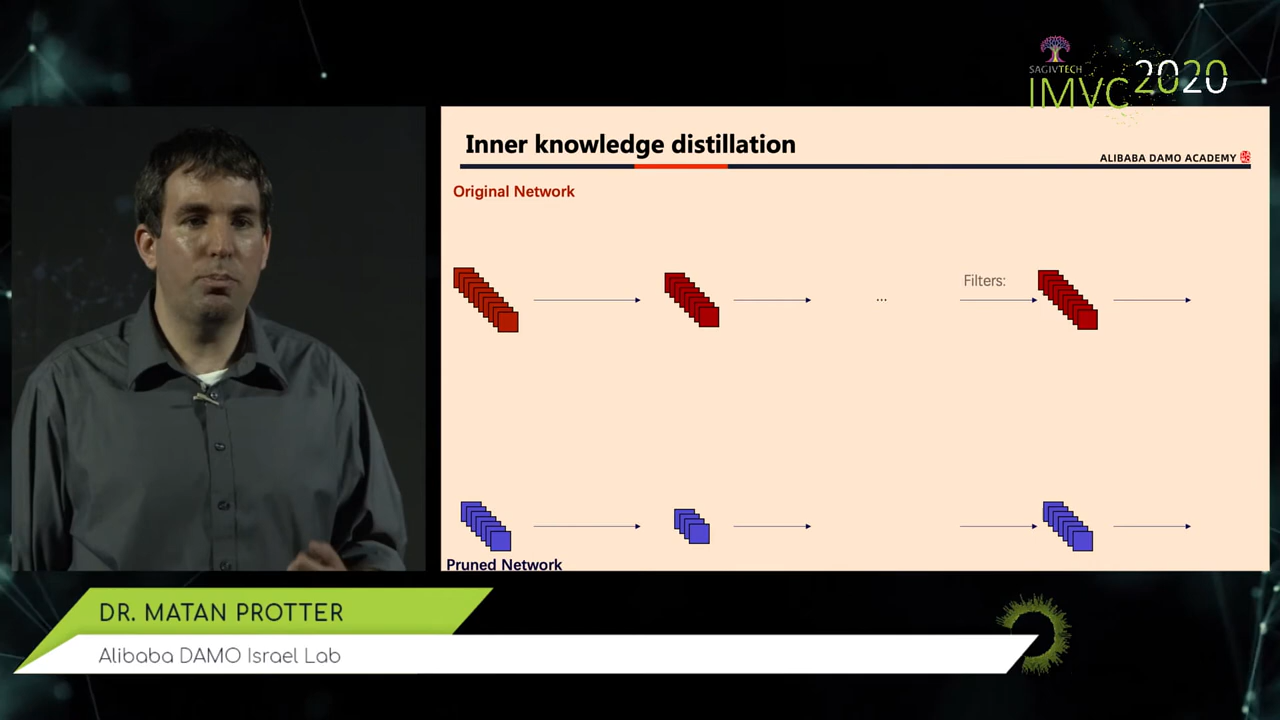 SAGIVTECH
IMVC 2020
Inner knowledge distillation
ALIBABA DAMO ACADEMY
Original Network
Filters:
...
Pruned Network
DR. MATAN PROTTER
Alibaba DAMO Israel Lab